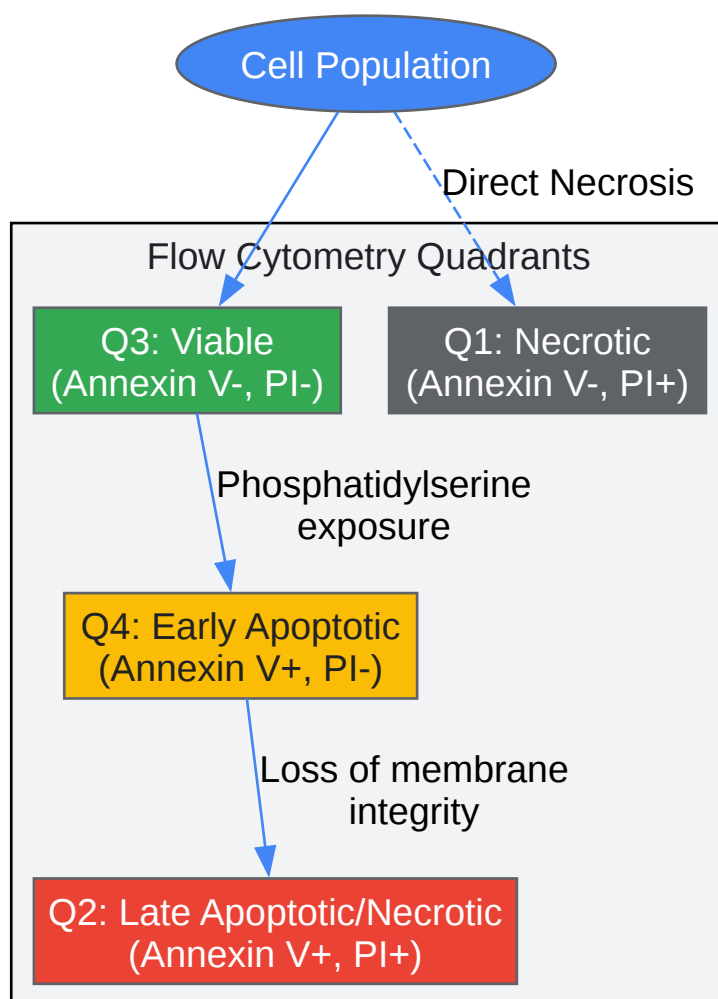 Cell Population
Direct Necrosis
Flow Cytometry Quadrants
Q3: Viable
(Annexin V-, PI-)
Q1: Necrotic
(Annexin V-, PI+)
Phosphatidylserine
exposure
Q4: Early Apoptotic
(Annexin V+, PI-)
Loss of membrane
integrity
Q2: Late Apoptotic/Necrotic
(Annexin V+, PI+)